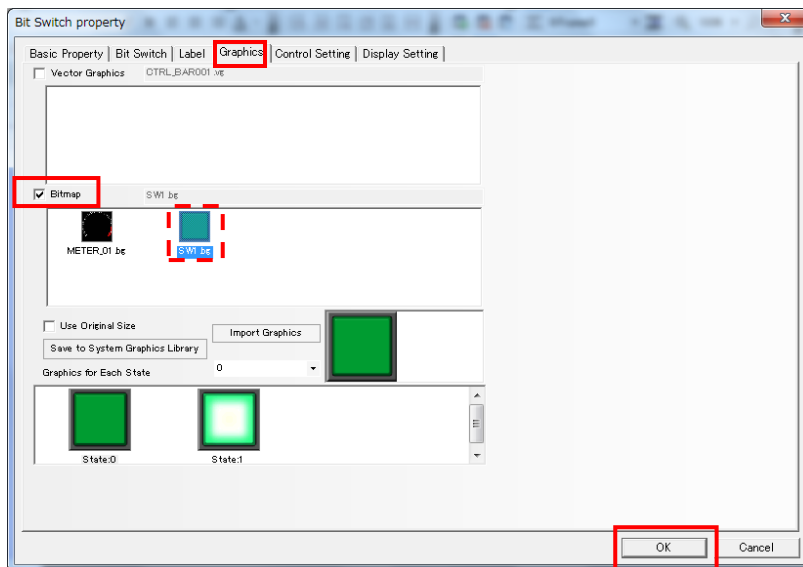 Bit Switch property
Basic Property | Bit Switch | Label | Graphics | Control Setting | Display Setting |
Vector Graphics CTRL_BAR001.vg
Bitmap SW1.bg
METER_01.bg SW1.bg
Use Original Size
Import Graphics
Save to System Graphics Library
Graphics for Each State 0
State:0 State:1
OK Cancel